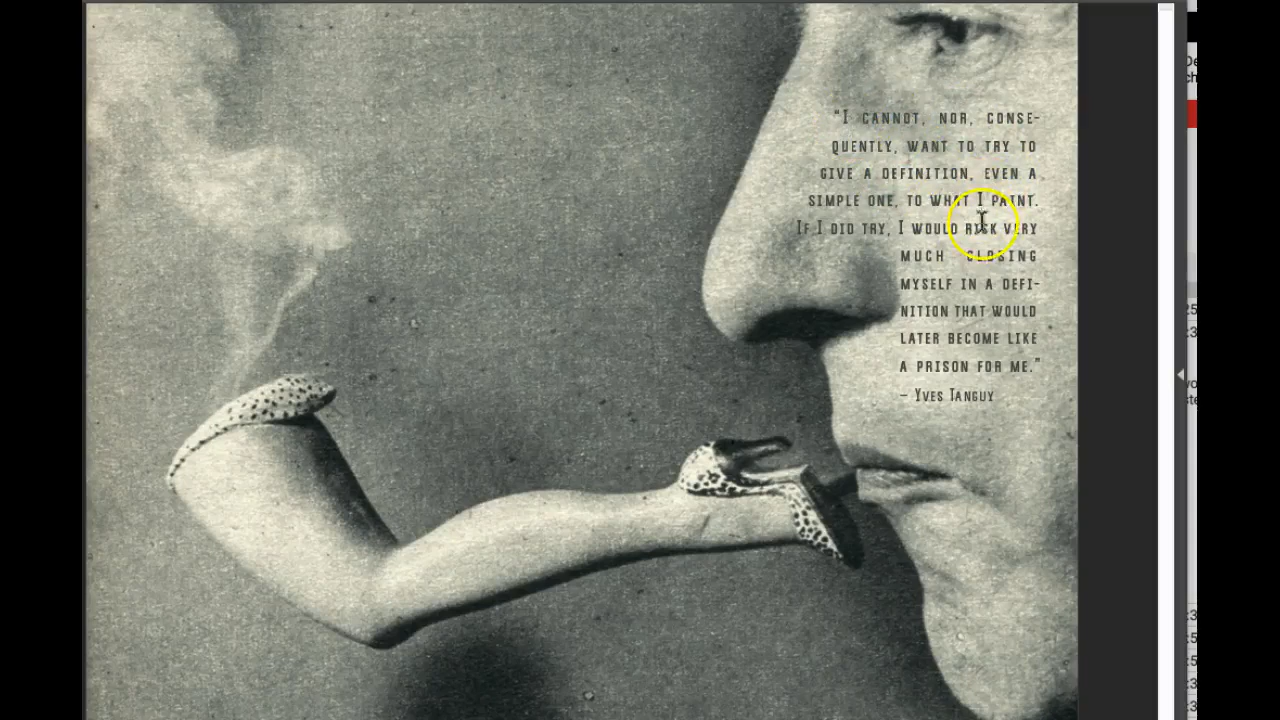 “I cannot, nor, conse-
quently, want to try to
give a definition, even a
simple one, to what I paint.
If I did try, I would risk very
much closing
myself in a defi-
nition that would
later become like
a prison for me.”
– Yves Tanguy